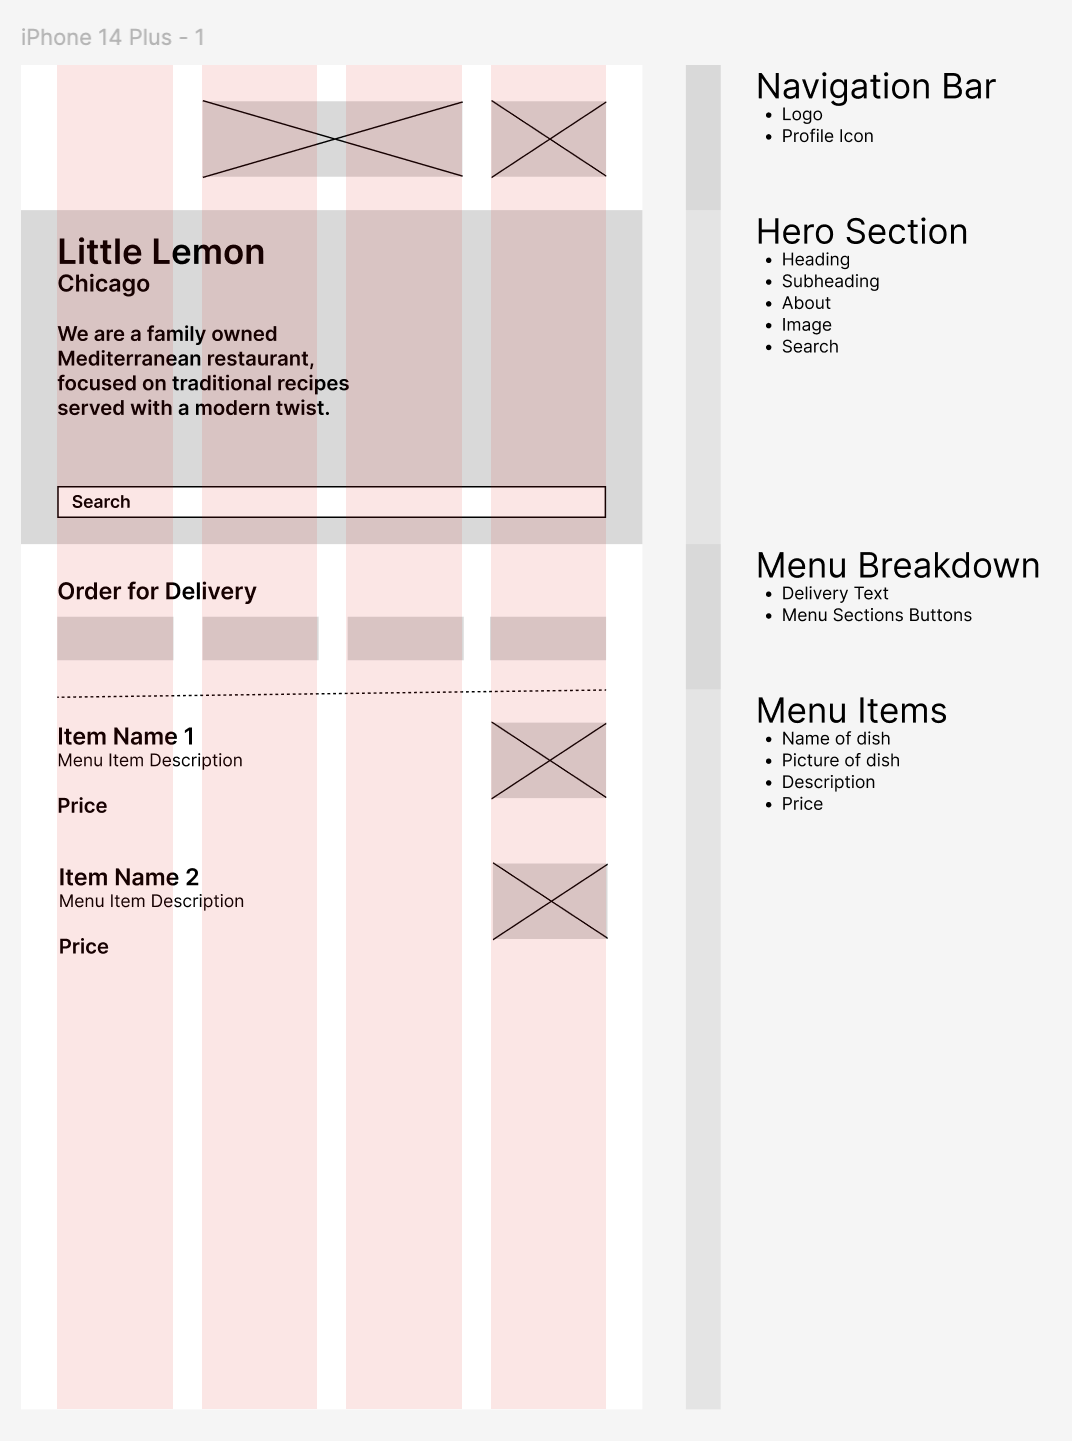 iPhone 14 Plus - 1
Navigation Bar
• Logo
• Profile Icon
Little Lemon
Chicago
We are a family owned
Mediterranean restaurant,
focused on traditional recipes
served with a modern twist.
Search
Hero Section
• Heading
• Subheading
• About
• Image
• Search
Order for Delivery
Menu Breakdown
• Delivery Text
• Menu Sections Buttons
Item Name 1
Menu Item Description
Price
Item Name 2
Menu Item Description
Price
Menu Items
• Name of dish
• Picture of dish
• Description
• Price